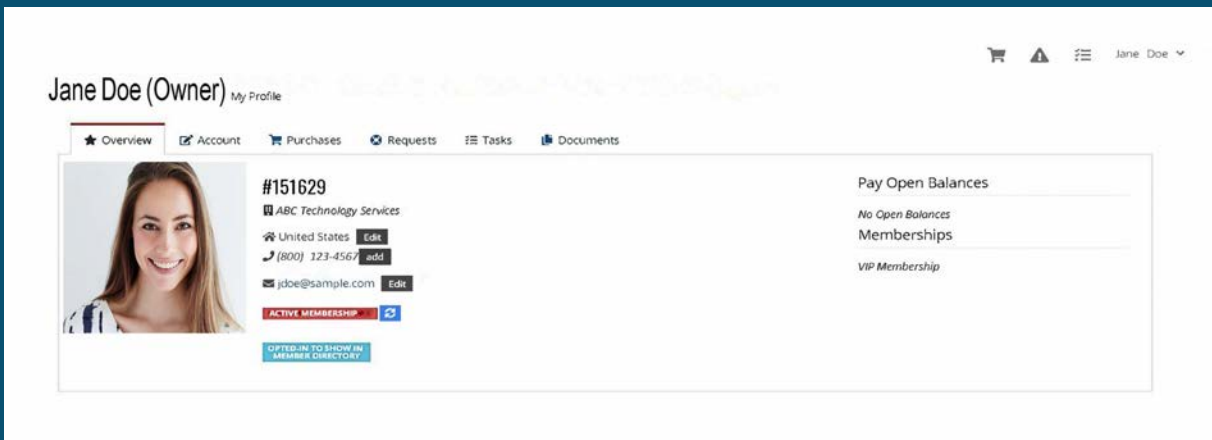 Jane Doe
Jane Doe (Owner) My Profile
Overview Account Purchases Requests Tasks Documents
#151629
ABC Technology Services
United States Edit
(800) 123-4567 add
jdoe@sample.com Edit
ACTIVE MEMBERSHIP
OPTED-IN TO SHOW IN
MEMBER DIRECTORY
Pay Open Balances
No Open Balances
Memberships
VIP Membership